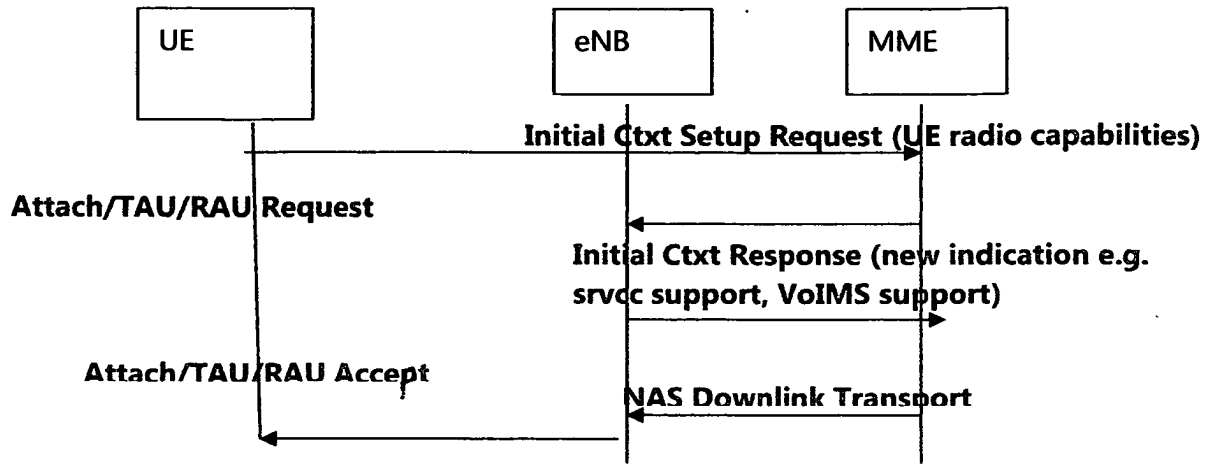 UE
eNB
MME
Initial Ctxt Setup Request (UE radio capabilities)
Attach/TAU/RAU Request
Initial Ctxt Response (new indication e.g.
srvcc support, VoIMS support)
Attach/TAU/RAU Accept
NAS Downlink Transport